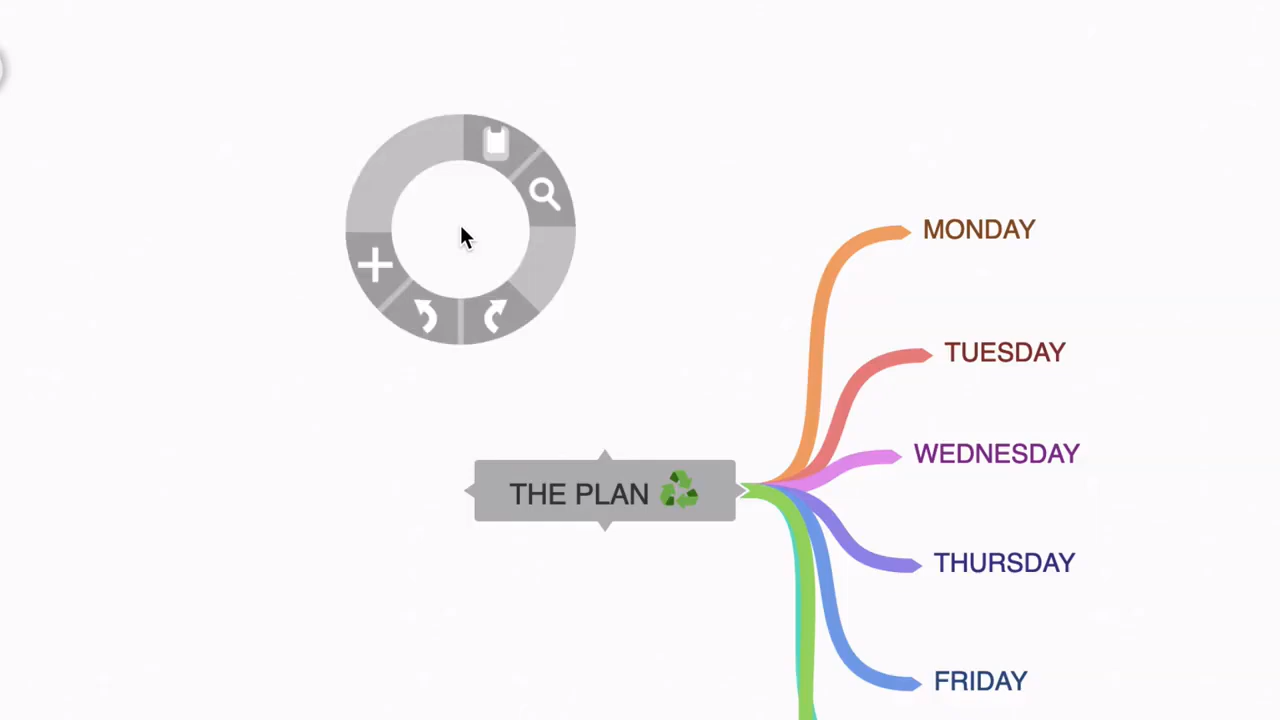 MONDAY
TUESDAY
WEDNESDAY
THE PLAN ♻
THURSDAY
FRIDAY